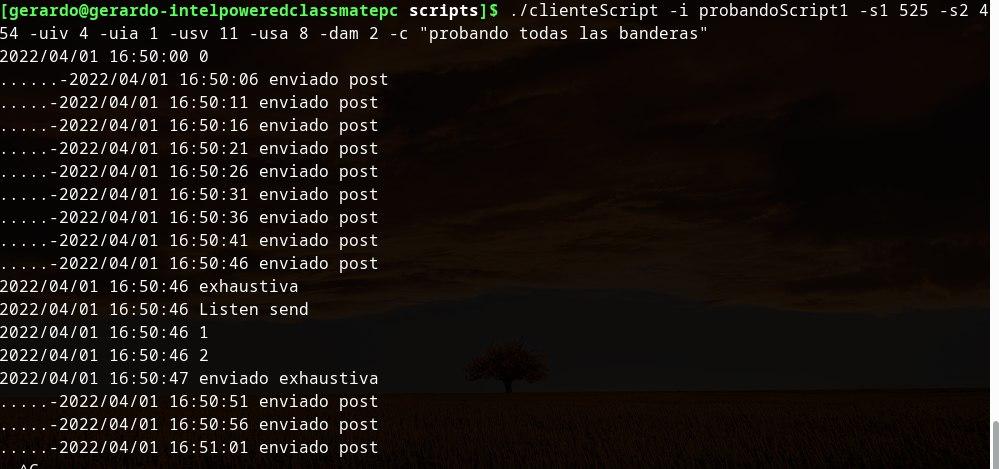 [gerardo@gerardo-intelpoweredclassmatepc scripts]$ ./clienteScript -i probandoScript1 -s1 525 -s2 4
54 -uiv 4 -uia 1 -usv 11 -usa 8 -dam 2 -c "probando todas las banderas"
2022/04/01 16:50:00 0
......-2022/04/01 16:50:06 enviado post
.....-2022/04/01 16:50:11 enviado post
.....-2022/04/01 16:50:16 enviado post
.....-2022/04/01 16:50:21 enviado post
.....-2022/04/01 16:50:26 enviado post
.....-2022/04/01 16:50:31 enviado post
.....-2022/04/01 16:50:36 enviado post
.....-2022/04/01 16:50:41 enviado post
.....-2022/04/01 16:50:46 enviado post
2022/04/01 16:50:46 exhaustiva
2022/04/01 16:50:46 Listen send
2022/04/01 16:50:46 1
2022/04/01 16:50:46 2
2022/04/01 16:50:47 enviado exhaustiva
.....-2022/04/01 16:50:51 enviado post
.....-2022/04/01 16:50:56 enviado post
.....-2022/04/01 16:51:01 enviado post